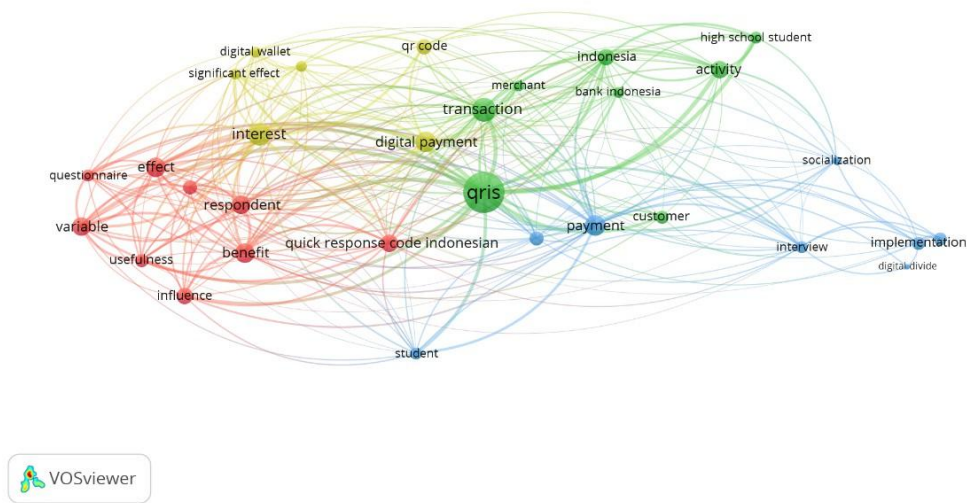 high school student
qr code
digital wallet
indonesia
significant effect
activity
merchant
bank indonesia
transaction
interest
digital payment
socialization
effect
questionnaire
qris
respondent
customer
variable
payment
quick response code indonesian
implementation
interview
benefit
usefulness
digital divide
influence
student
VOSviewer